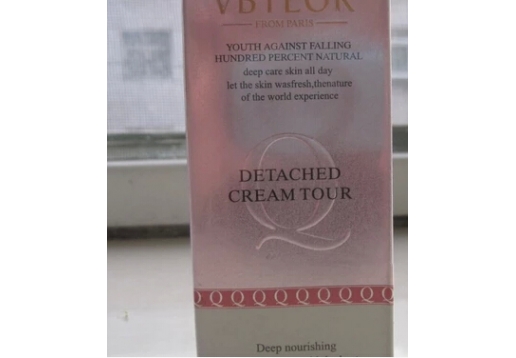 VBTEOR
FROM PARIS
YOUTH AGAINST FALLING
HUNDRED PERCENT NATURAL
deep care skin all day
let the skin wasfresh,thenature
of the world experience
Q
DETACHED
CREAM TOUR
Q Q Q Q Q Q Q Q Q
Deep nourishing